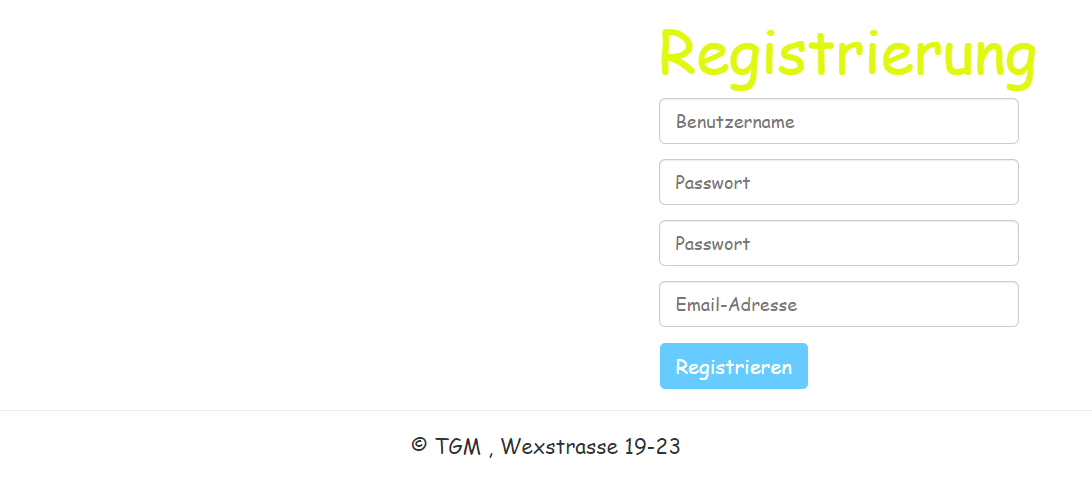 Registrierung
Benutzername
Passwort
Passwort
Email-Adresse
Registrieren
© TGM , Wexstrasse 19-23